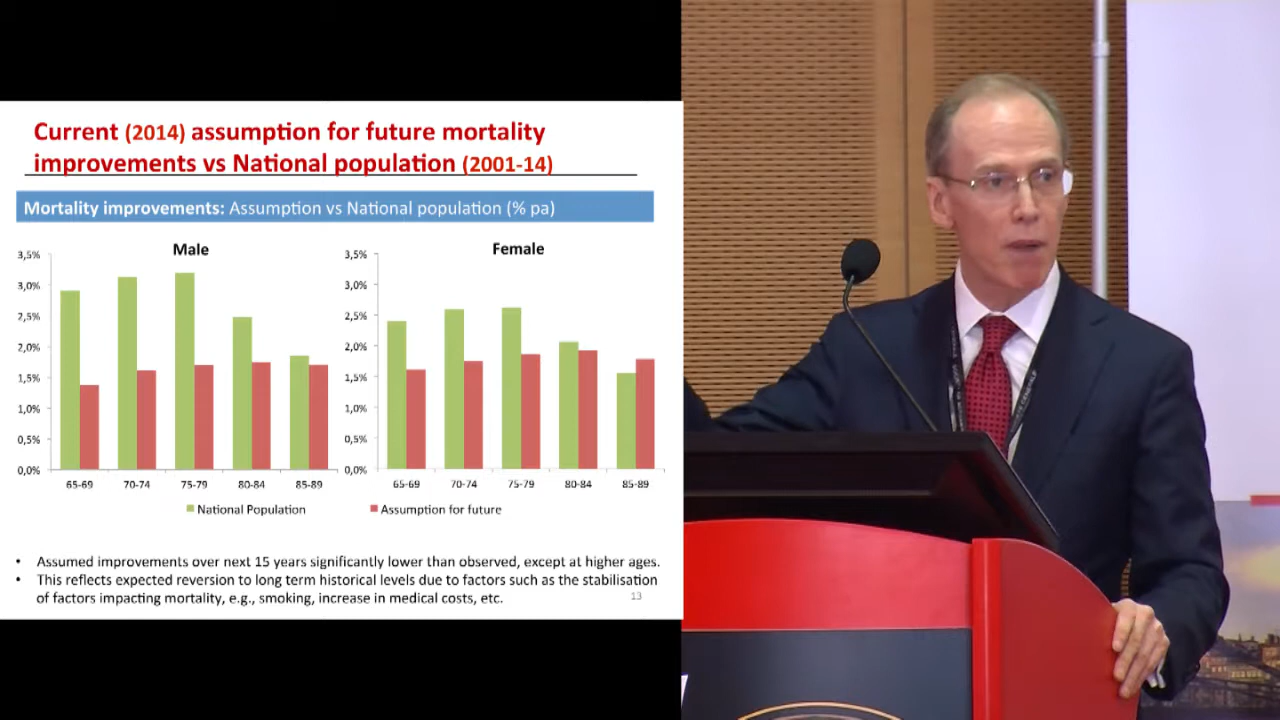 Current (2014) assumption for future mortality
improvements vs National population (2001-14)
Mortality improvements: Assumption vs National population (% pa)
Male
3,5%
3,0%
2,5%
2,0%
1,5%
1,0%
0,5%
0,0%
65-69 70-74 75-79 80-84 85-89
Female
3,5%
3,0%
2,5%
2,0%
1,5%
1,0%
0,5%
0,0%
65-69 70-74 75-79 80-84 85-89
National Population Assumption for future
• Assumed improvements over next 15 years significantly lower than observed, except at higher ages.
• This reflects expected reversion to long term historical levels due to factors such as the stabilisation
of factors impacting mortality, e.g., smoking, increase in medical costs, etc.
13